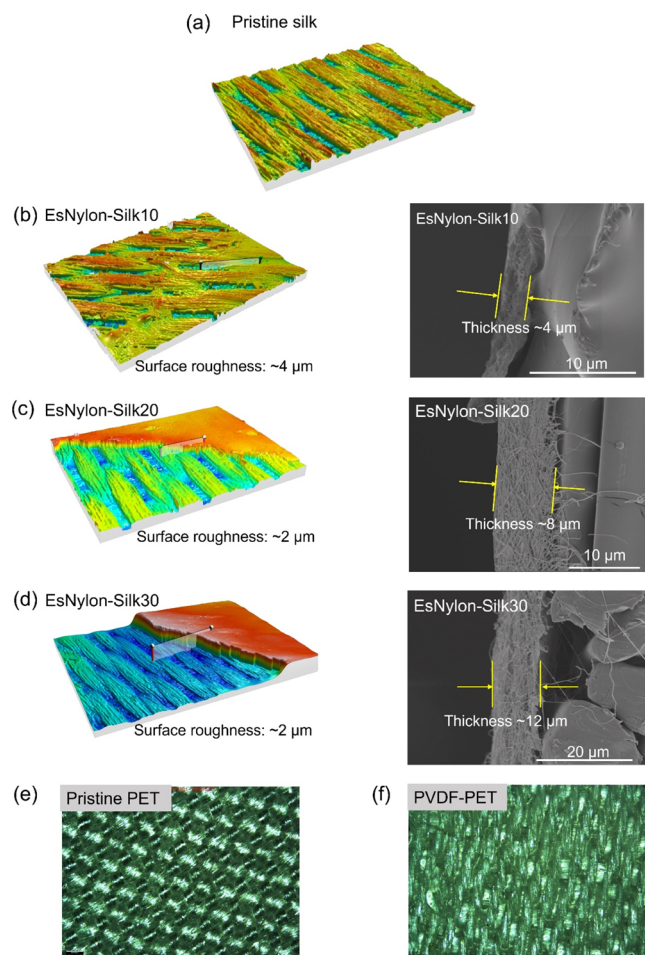 (a) Pristine silk
(b) EsNylon-Silk10
Surface roughness: ~4 μm
EsNylon-Silk10
Thickness ~4 μm
10 μm
(c) EsNylon-Silk20
Surface roughness: ~2 μm
EsNylon-Silk20
Thickness ~8 μm
10 μm
(d) EsNylon-Silk30
Surface roughness: ~2 μm
EsNylon-Silk30
Thickness ~12 μm
20 μm
(e) Pristine PET
(f) PVDF-PET